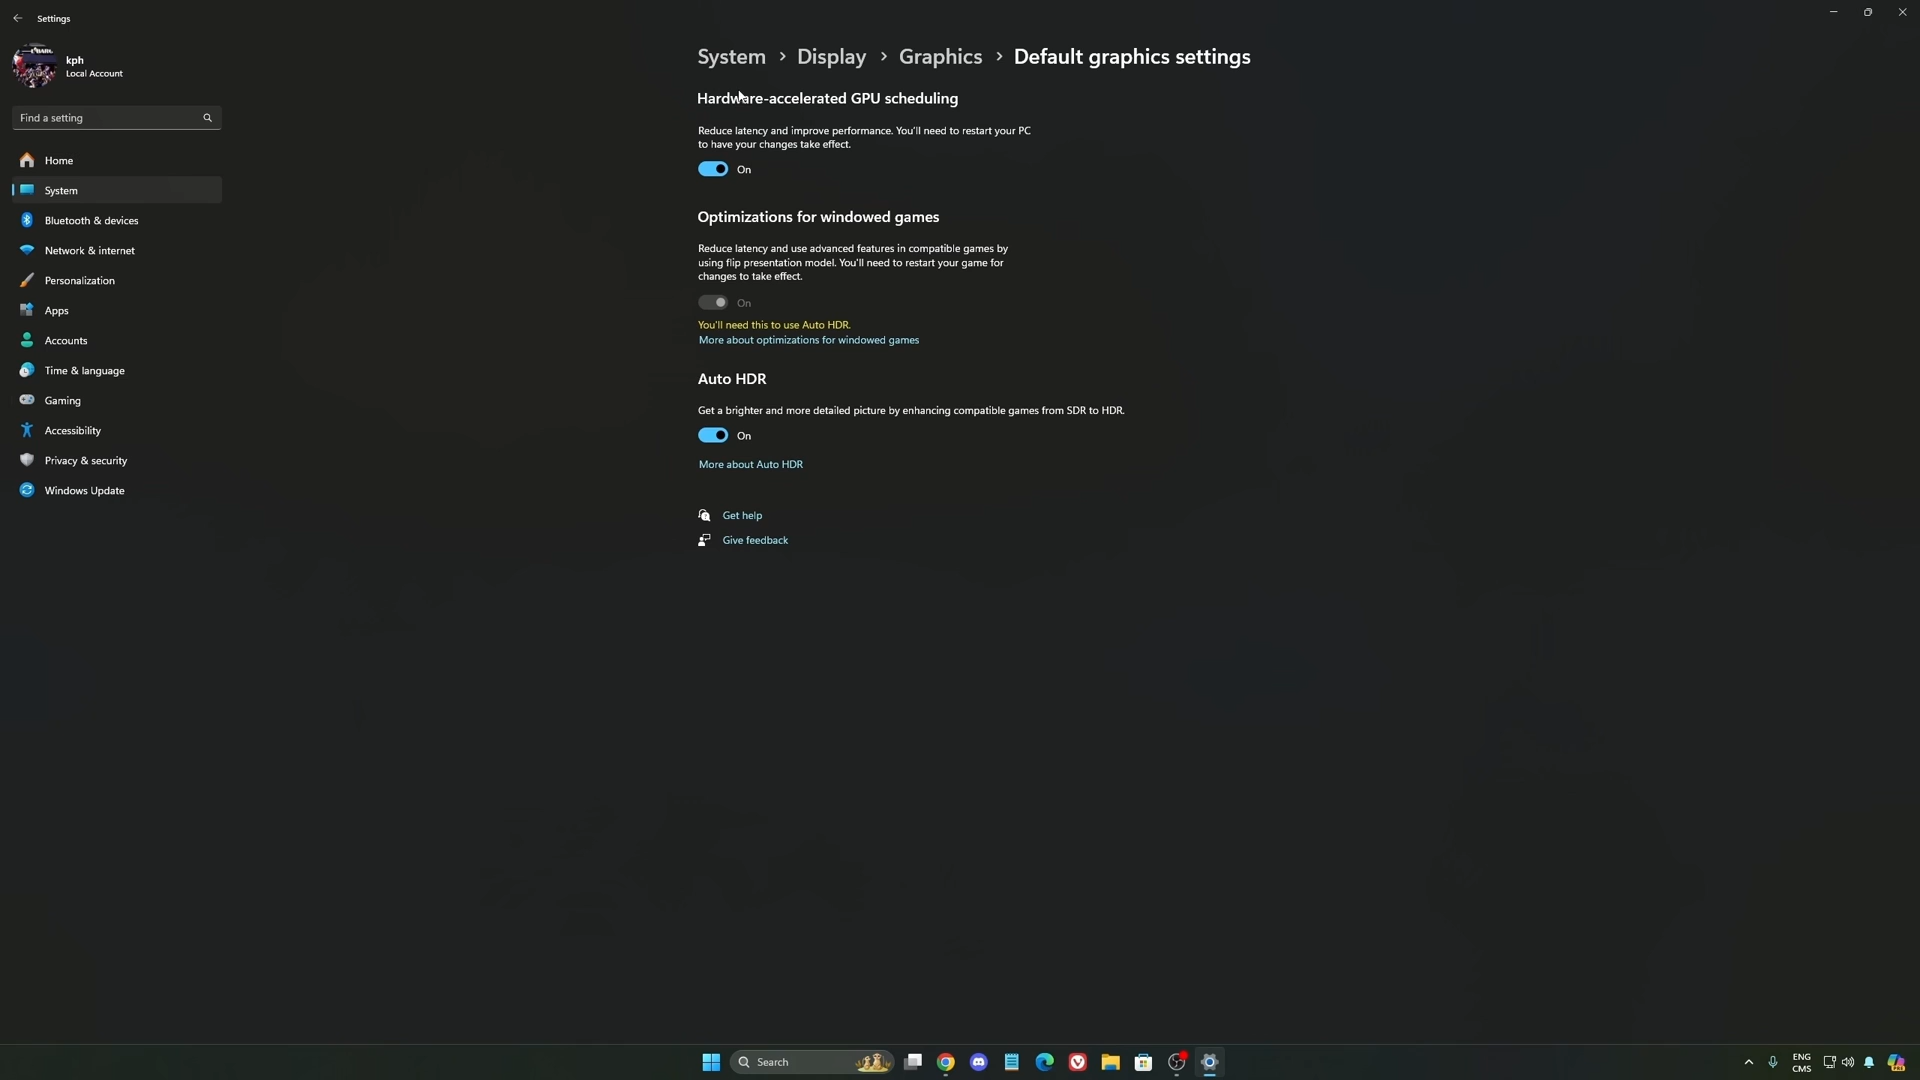 Settings
kph
Local Account
Find a setting
Home
System
Bluetooth & devices
Network & internet
Personalization
Apps
Accounts
Time & language
Gaming
Accessibility
Privacy & security
Windows Update
System > Display > Graphics > Default graphics settings
Hardware-accelerated GPU scheduling
Reduce latency and improve performance. You'll need to restart your PC
to have your changes take effect.
On
Optimizations for windowed games
Reduce latency and use advanced features in compatible games by
using flip presentation model. You'll need to restart your game for
changes to take effect.
On
You'll need this to use Auto HDR.
More about optimizations for windowed games
Auto HDR
Get a brighter and more detailed picture by enhancing compatible games from SDR to HDR.
On
More about Auto HDR
Get help
Give feedback
Search
ENG
CMS